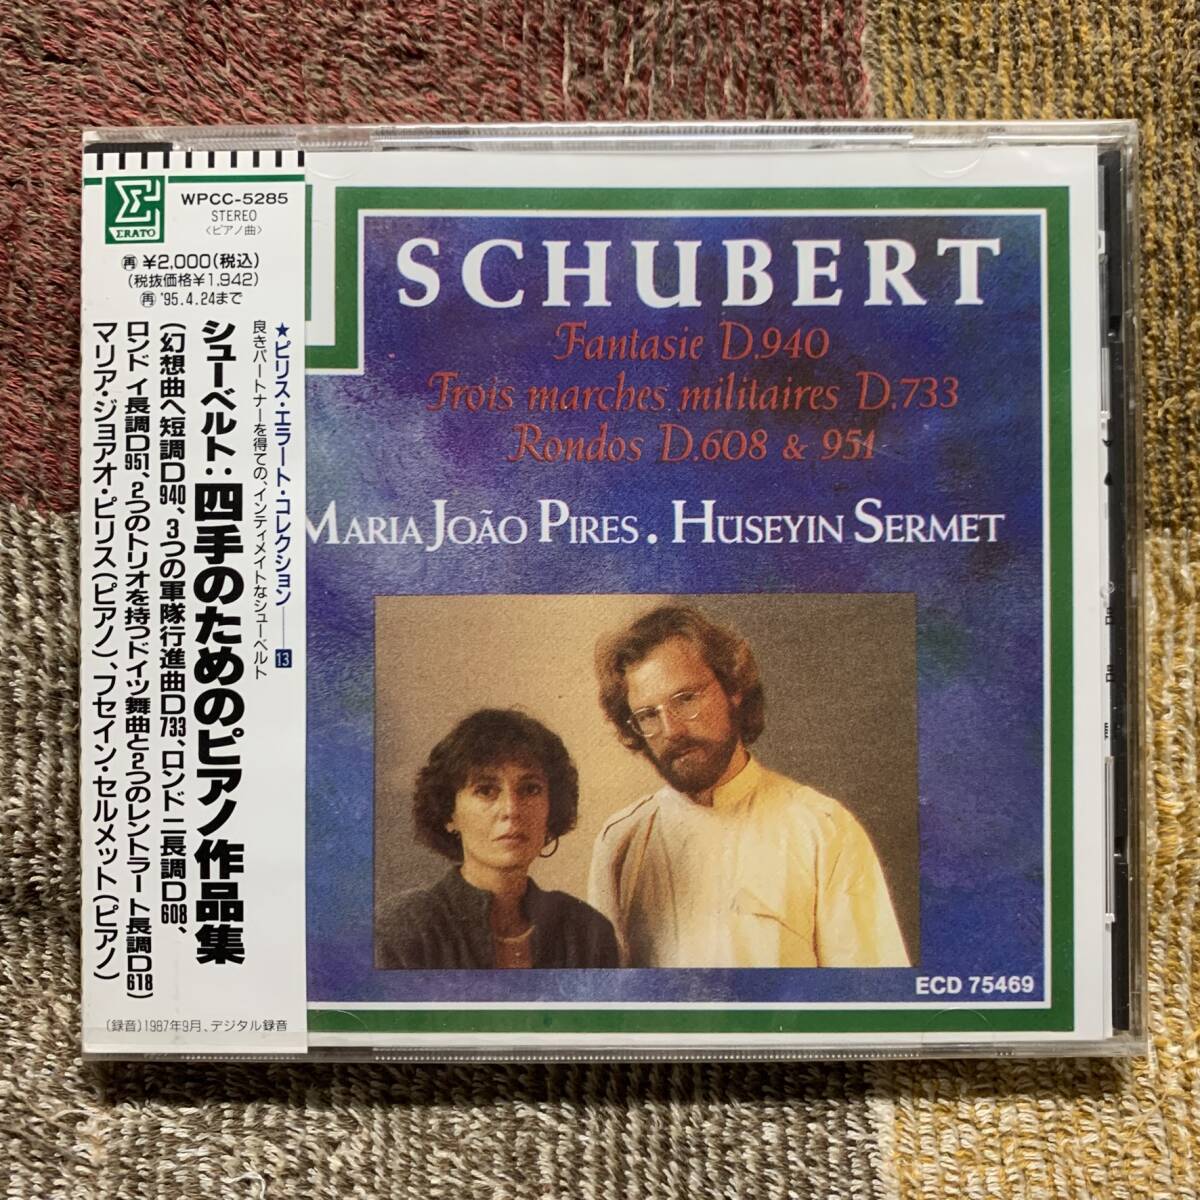 ERATO
WPCC-5285
STEREO
〈ピアノ曲〉
再 ¥2,000(税込)
(税抜価格¥1,942)
再 '95.4.24まで
★ピリス・エラート・コレクション――13
良きパートナーを得ての、インティメイトなシューベルト
シューベルト:四手のためのピアノ作品集
(幻想曲ヘ短調D940、3つの軍隊行進曲D733、ロンド ニ長調D608、
ロンド イ長調D951、2つのトリオを持つドイツ舞曲と2つのレントラー ト長調D618)
マリア・ジョアオ・ピリス(ピアノ)、フセイン・セルメット(ピアノ)
(録音)1987年9月、デジタル録音
SCHUBERT
Fantasie D.940
Trois marches militaires D.733
Rondos D.608 & 951
MARIA JOÃO PIRES . HÜSEYIN SERMET
ECD 75469